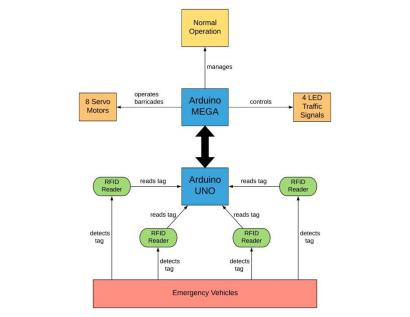 Normal
Operation
manages
8 Servo
Motors
operates
barricades
Arduino
MEGA
controls
4 LED
Traffic
Signals
RFID
Reader
reads tag
Arduino
UNO
reads tag
RFID
Reader
reads tag
reads tag
detects
tag
RFID
Reader
RFID
Reader
detects
tag
detects
tag
detects
tag
Emergency Vehicles